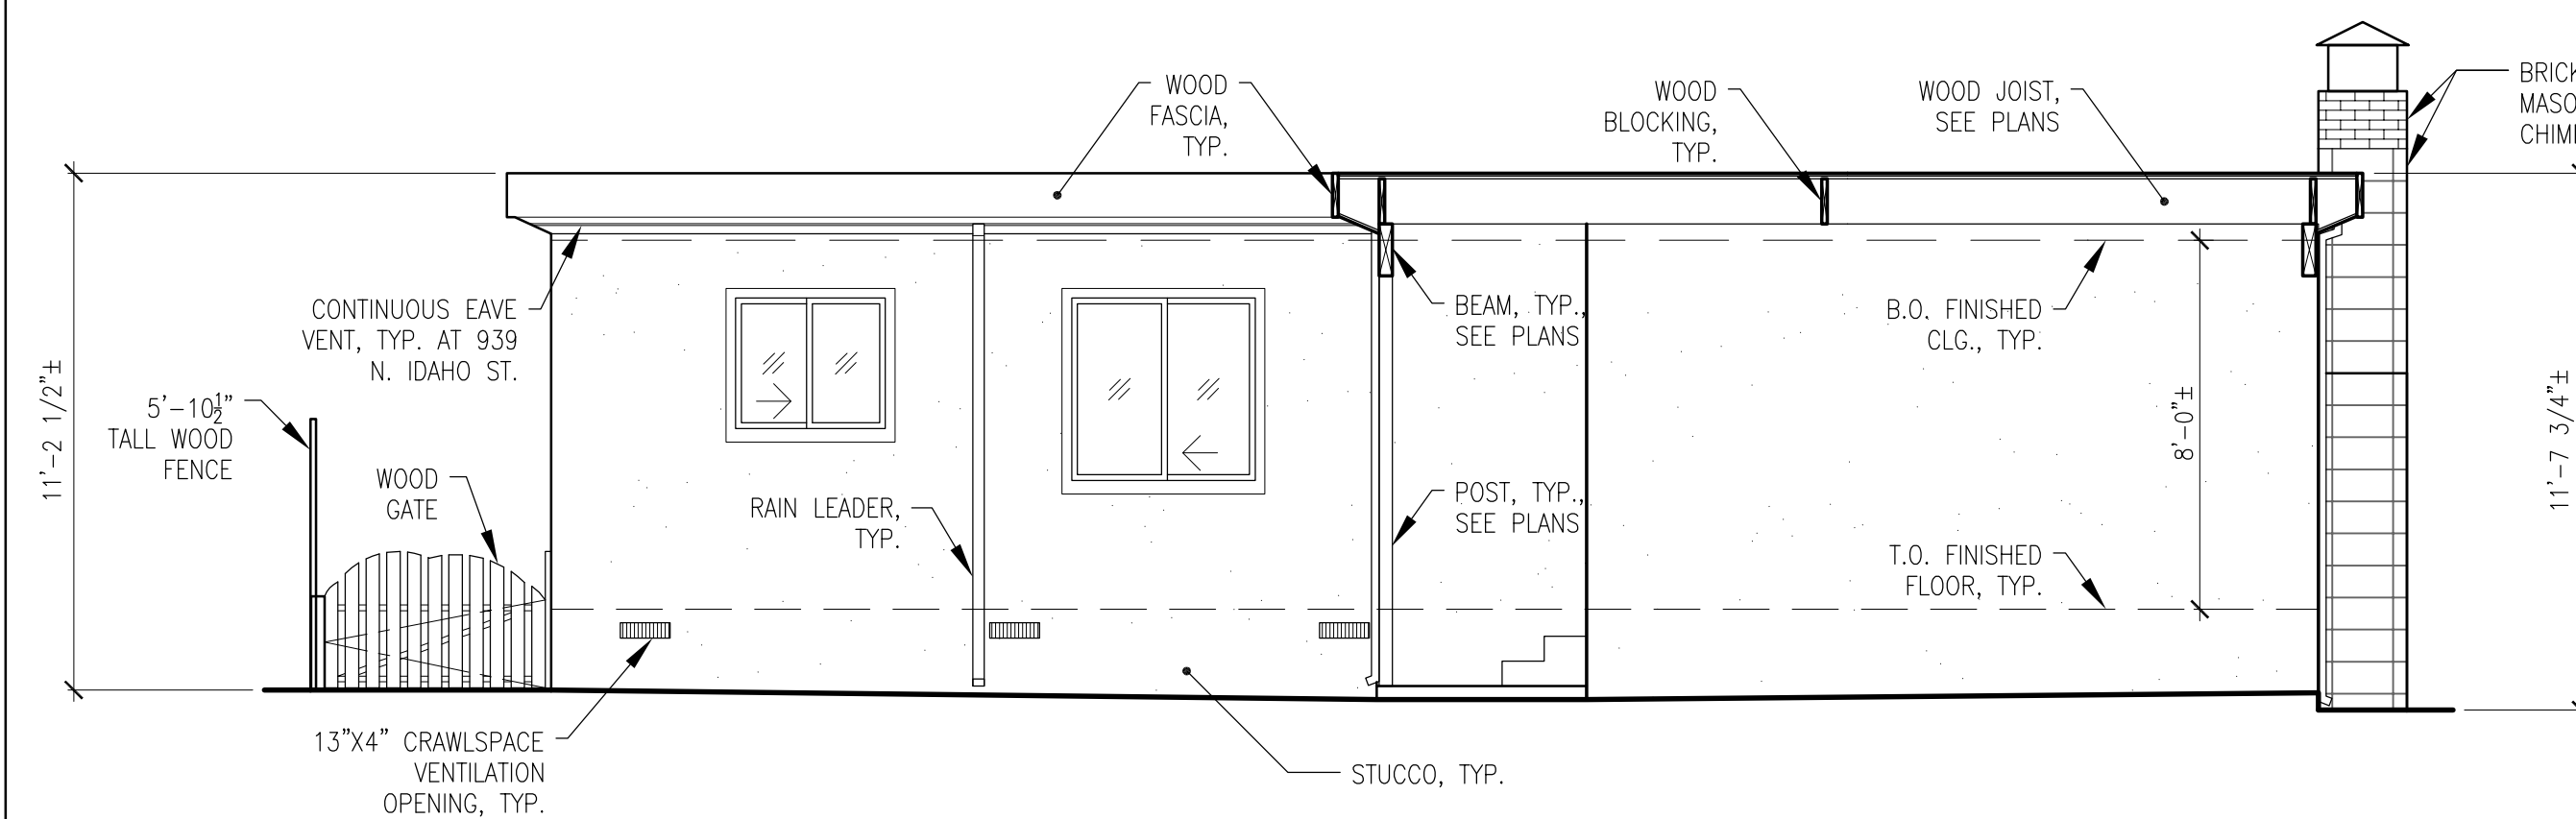 WOOD
FASCIA,
TYP.
WOOD
BLOCKING,
TYP.
WOOD JOIST,
SEE PLANS
CONTINUOUS EAVE
VENT, TYP. AT 939
N. IDAHO ST.
BEAM, TYP.,
SEE PLANS
B.O. FINISHED
CLG., TYP.
11'-2 1/2"±
5'-10½"
TALL WOOD
FENCE
WOOD
GATE
RAIN LEADER,
TYP.
POST, TYP.,
SEE PLANS
8'-0"±
11'-7 3/4"±
T.O. FINISHED
FLOOR, TYP.
13"X4" CRAWLSPACE
VENTILATION
OPENING, TYP.
STUCCO, TYP.